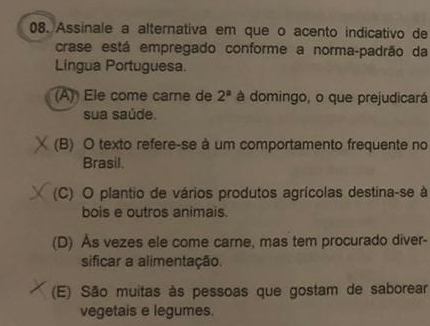 08. Assinale a alternativa em que o acento indicativo de
crase está empregado conforme a norma-padrão da
Língua Portuguesa.
(A) Ele come carne de 2ª à domingo, o que prejudicará
sua saúde.
(B) O texto refere-se à um comportamento frequente no
Brasil.
(C) O plantio de vários produtos agrícolas destina-se à
bois e outros animais.
(D) Às vezes ele come carne, mas tem procurado diver-
sificar a alimentação.
(E) São muitas às pessoas que gostam de saborear
vegetais e legumes.